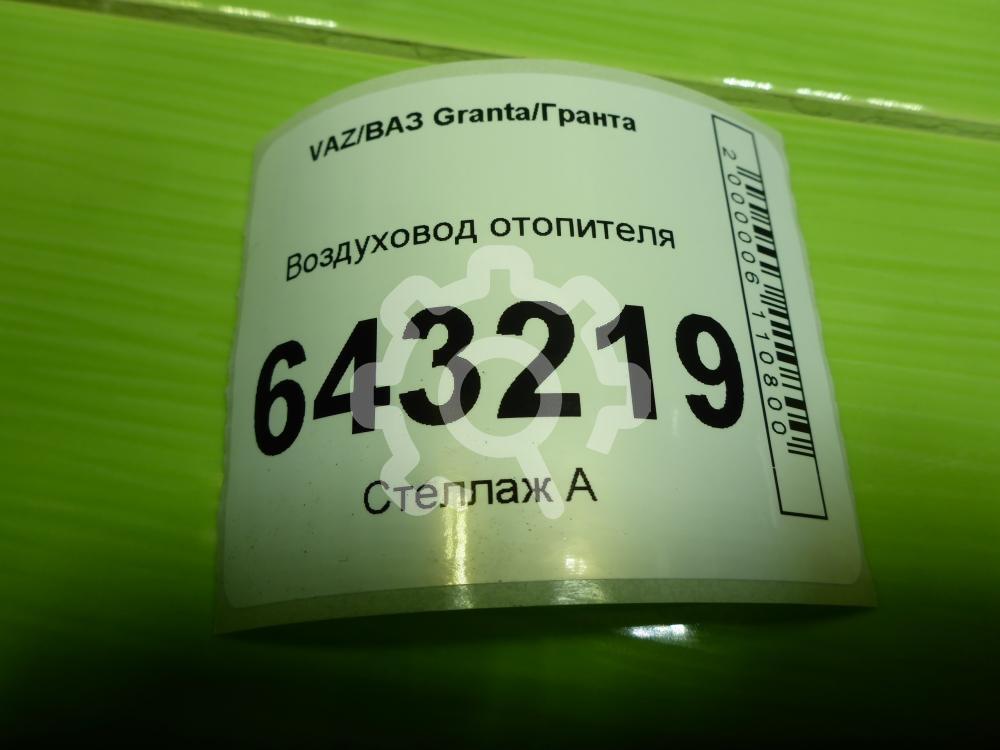 VAZ/ВАЗ Granta/Гранта
Воздуховод отопителя
643219
Стеллаж А
2000006110800